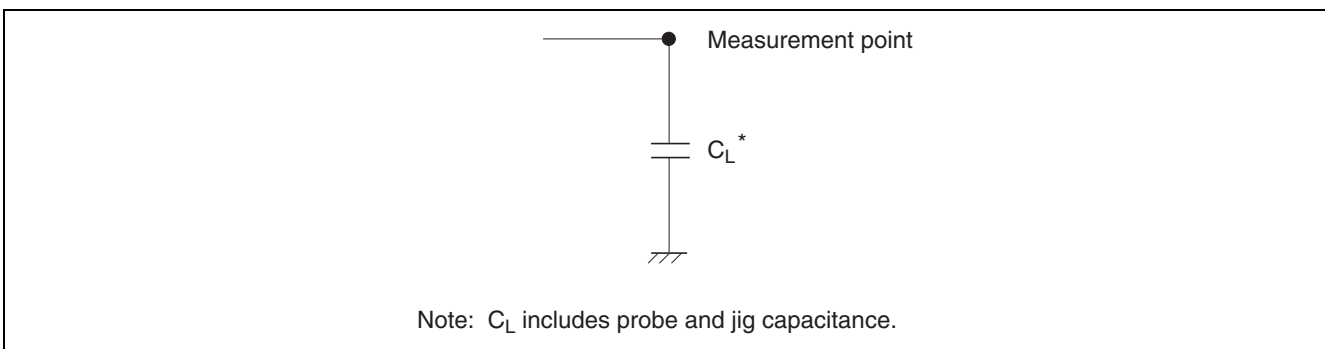 Measurement point
CL*
Note: CL includes probe and jig capacitance.